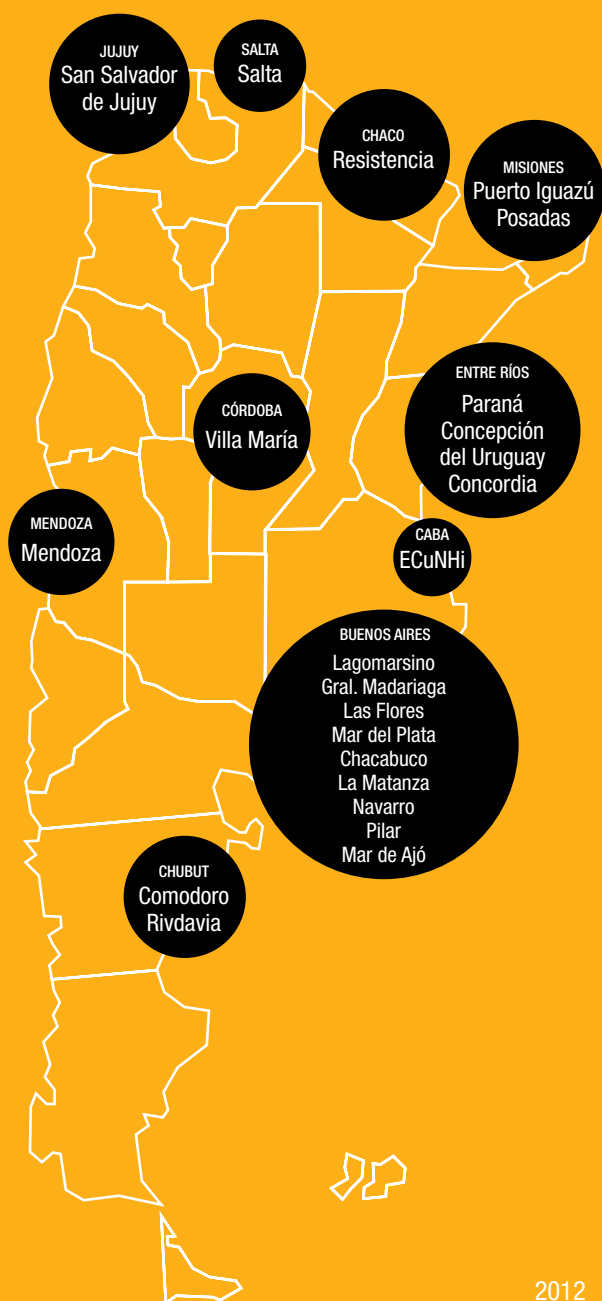 JUJUY
San Salvador
de Jujuy
SALTA
Salta
CHACO
Resistencia
MISIONES
Puerto Iguazú
Posadas
ENTRE RÍOS
Paraná
Concepción
del Uruguay
Concordia
CÓRDOBA
Villa María
MENDOZA
Mendoza
CABA
ECuNHi
BUENOS AIRES
Lagomarsino
Gral. Madariaga
Las Flores
Mar del Plata
Chacabuco
La Matanza
Navarro
Pilar
Mar de Ajó
CHUBUT
Comodoro
Rivdavia
2012